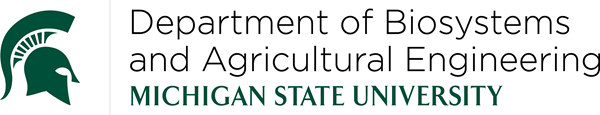 Department of Biosystems
and Agricultural Engineering
MICHIGAN STATE UNIVERSITY